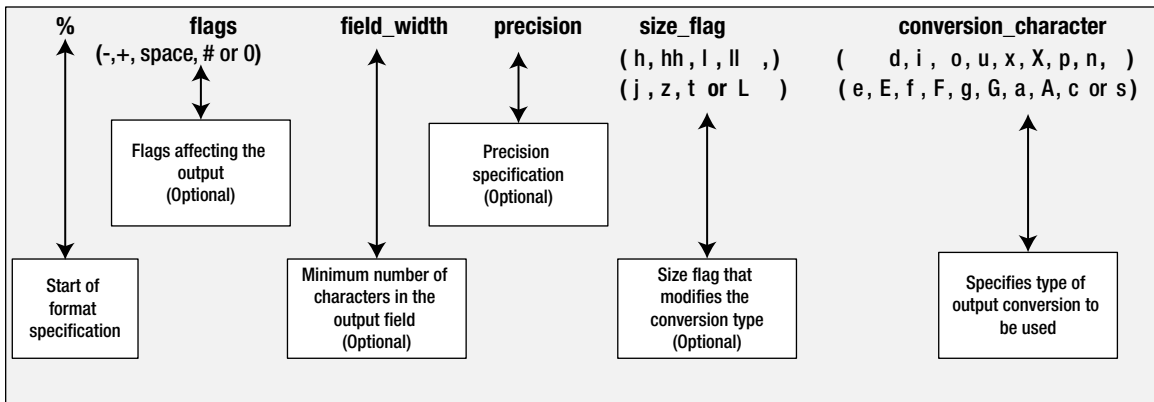 % flags field_width precision size_flag conversion_character
(-,+, space, # or 0)
( h, hh , l , ll , )
( j , z, t or L )
( d, i , o, u, x, X, p, n, )
( e, E, f , F, g, G, a, A, c or s )
Flags affecting the
output
(Optional)
Precision
specification
(Optional)
Start of
format
specification
Minimum number of
characters in the
output field
(Optional)
Size flag that
modifies the
conversion type
(Optional)
Specifies type of
output conversion to
be used